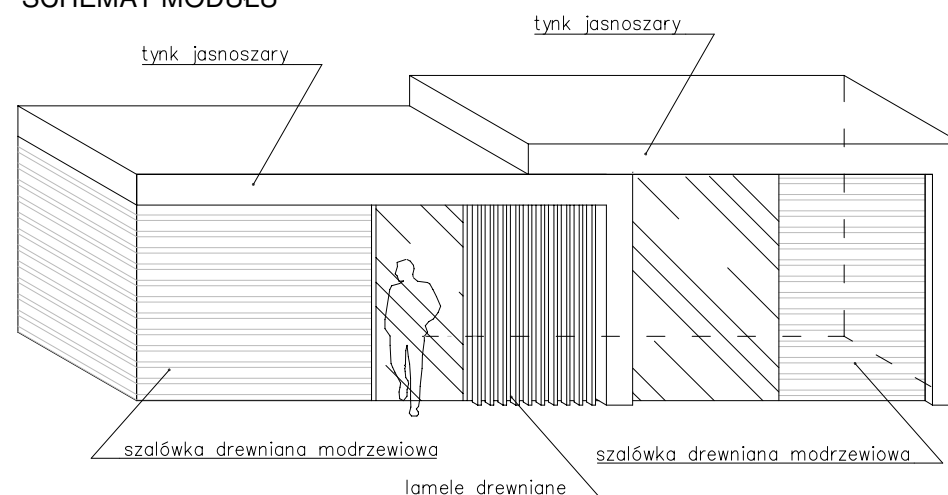 SCHEMAT MODUŁU
tynk jasnoszary
tynk jasnoszary
szalówka drewniana modrzewiowa
szalówka drewniana modrzewiowa
lamele drewniane